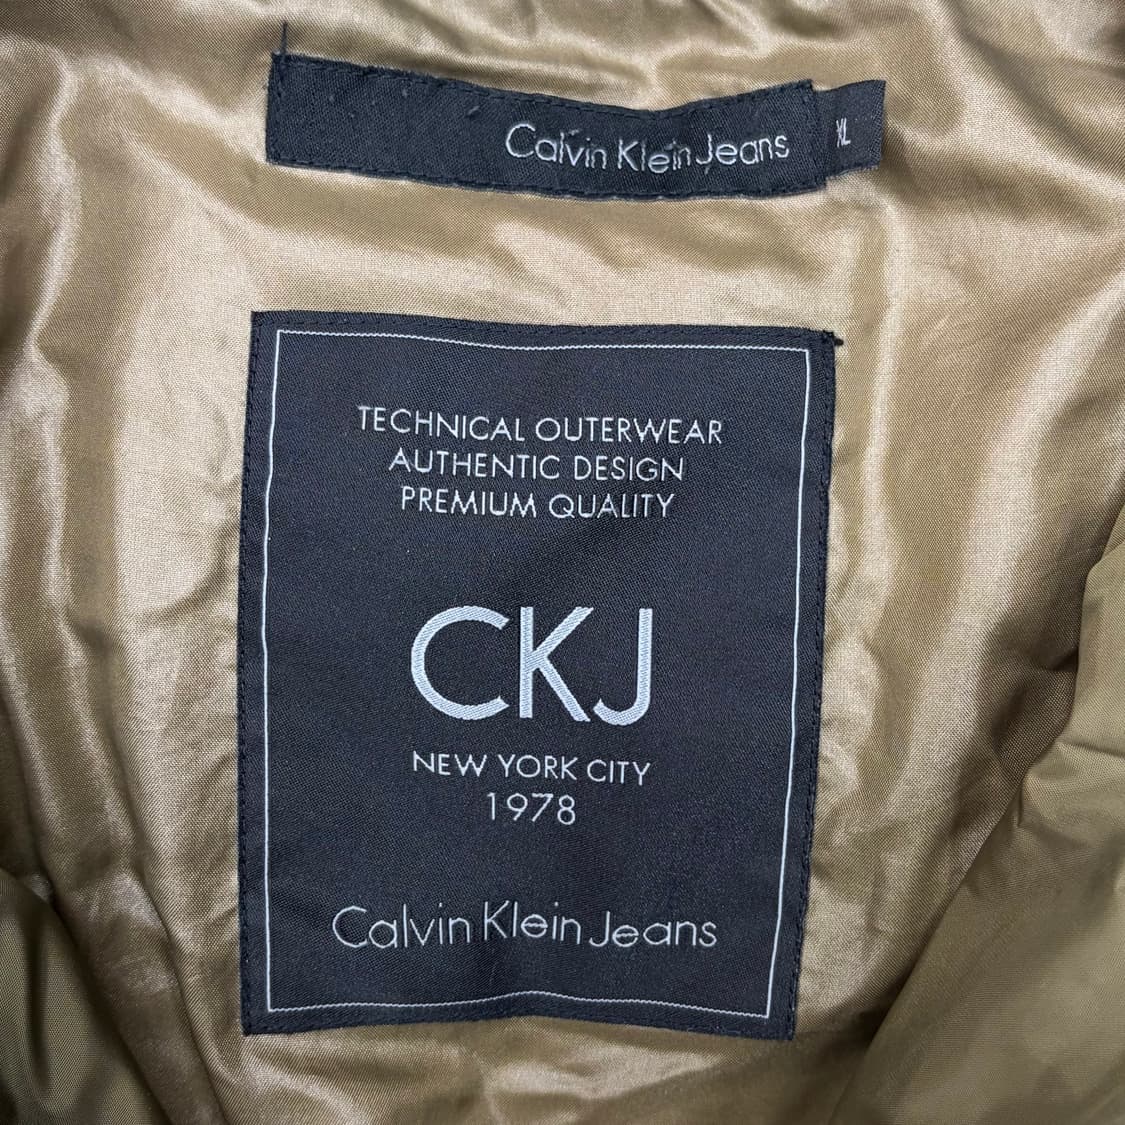 Calvin Klein Jeans
XL
TECHNICAL OUTERWEAR
AUTHENTIC DESIGN
PREMIUM QUALITY
CKJ
NEW YORK CITY
1978
Calvin Klein Jeans